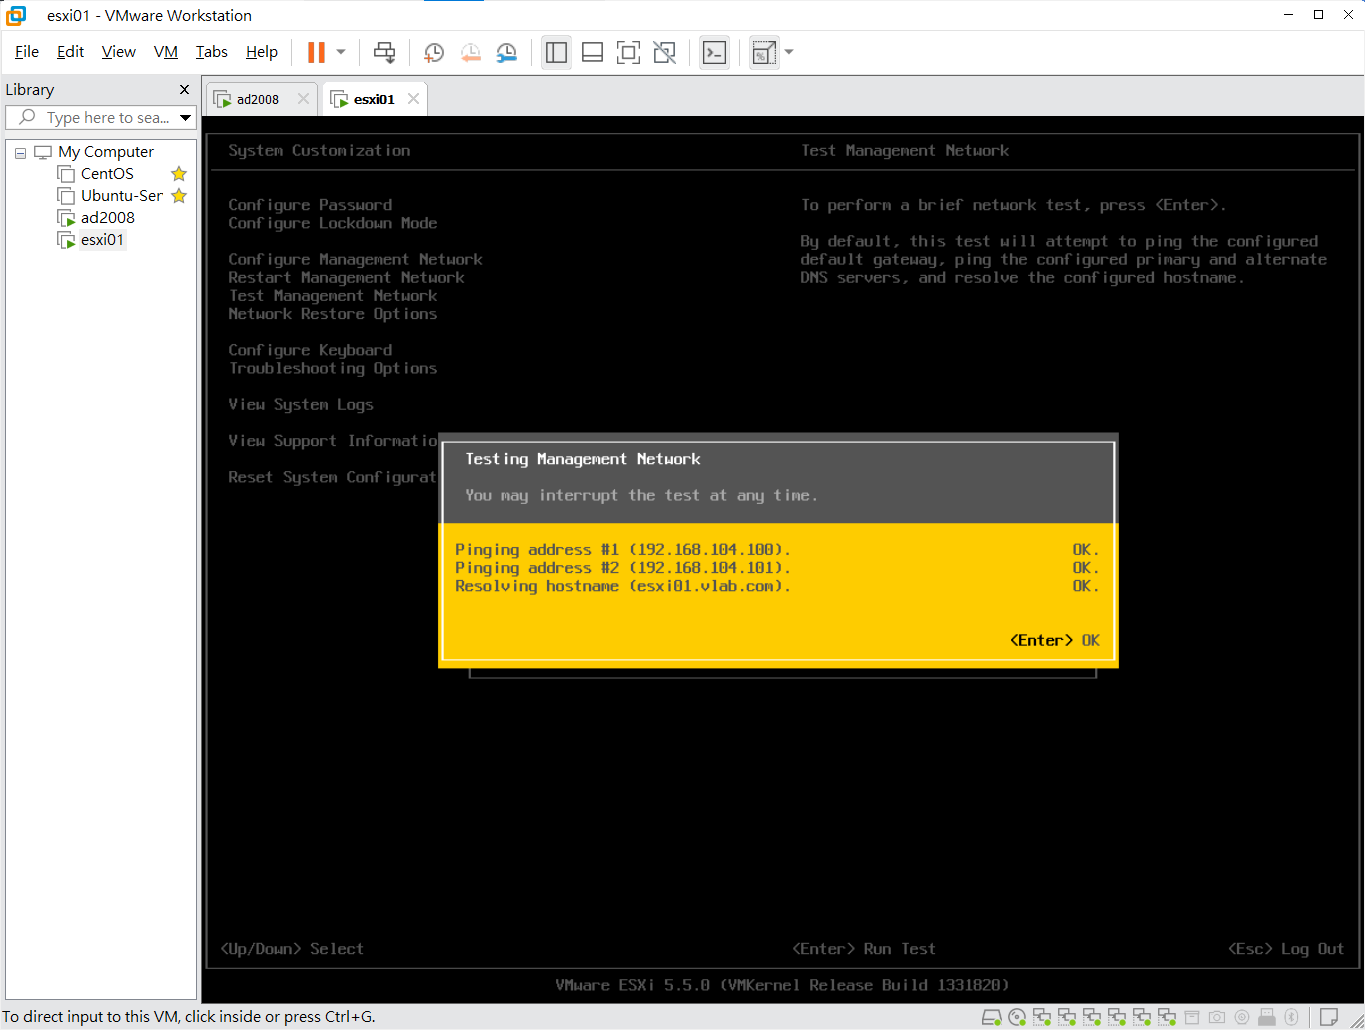 esxi01 - VMware Workstation
File Edit View VM Tabs Help
Library
Type here to sea...
My Computer
CentOS
Ubuntu-Ser
ad2008
esxi01
ad2008
esxi01
System Customization
Test Management Network
Configure Password
Configure Lockdown Mode
Configure Management Network
Restart Management Network
Test Management Network
Network Restore Options
Configure Keyboard
Troubleshooting Options
View System Logs
View Support Informatio
Reset System Configurat
To perform a brief network test, press <Enter>.
By default, this test will attempt to ping the configured
default gateway, ping the configured primary and alternate
DNS servers, and resolve the configured hostname.
Testing Management Network
You may interrupt the test at any time.
Pinging address #1 (192.168.104.100). OK.
Pinging address #2 (192.168.104.101). OK.
Resolving hostname (esxi01.vlab.com). OK.
<Enter> OK
<Up/Down> Select
<Enter> Run Test
<Esc> Log Out
VMware ESXi 5.5.0 (VMKernel Release Build 1331820)
To direct input to this VM, click inside or press Ctrl+G.